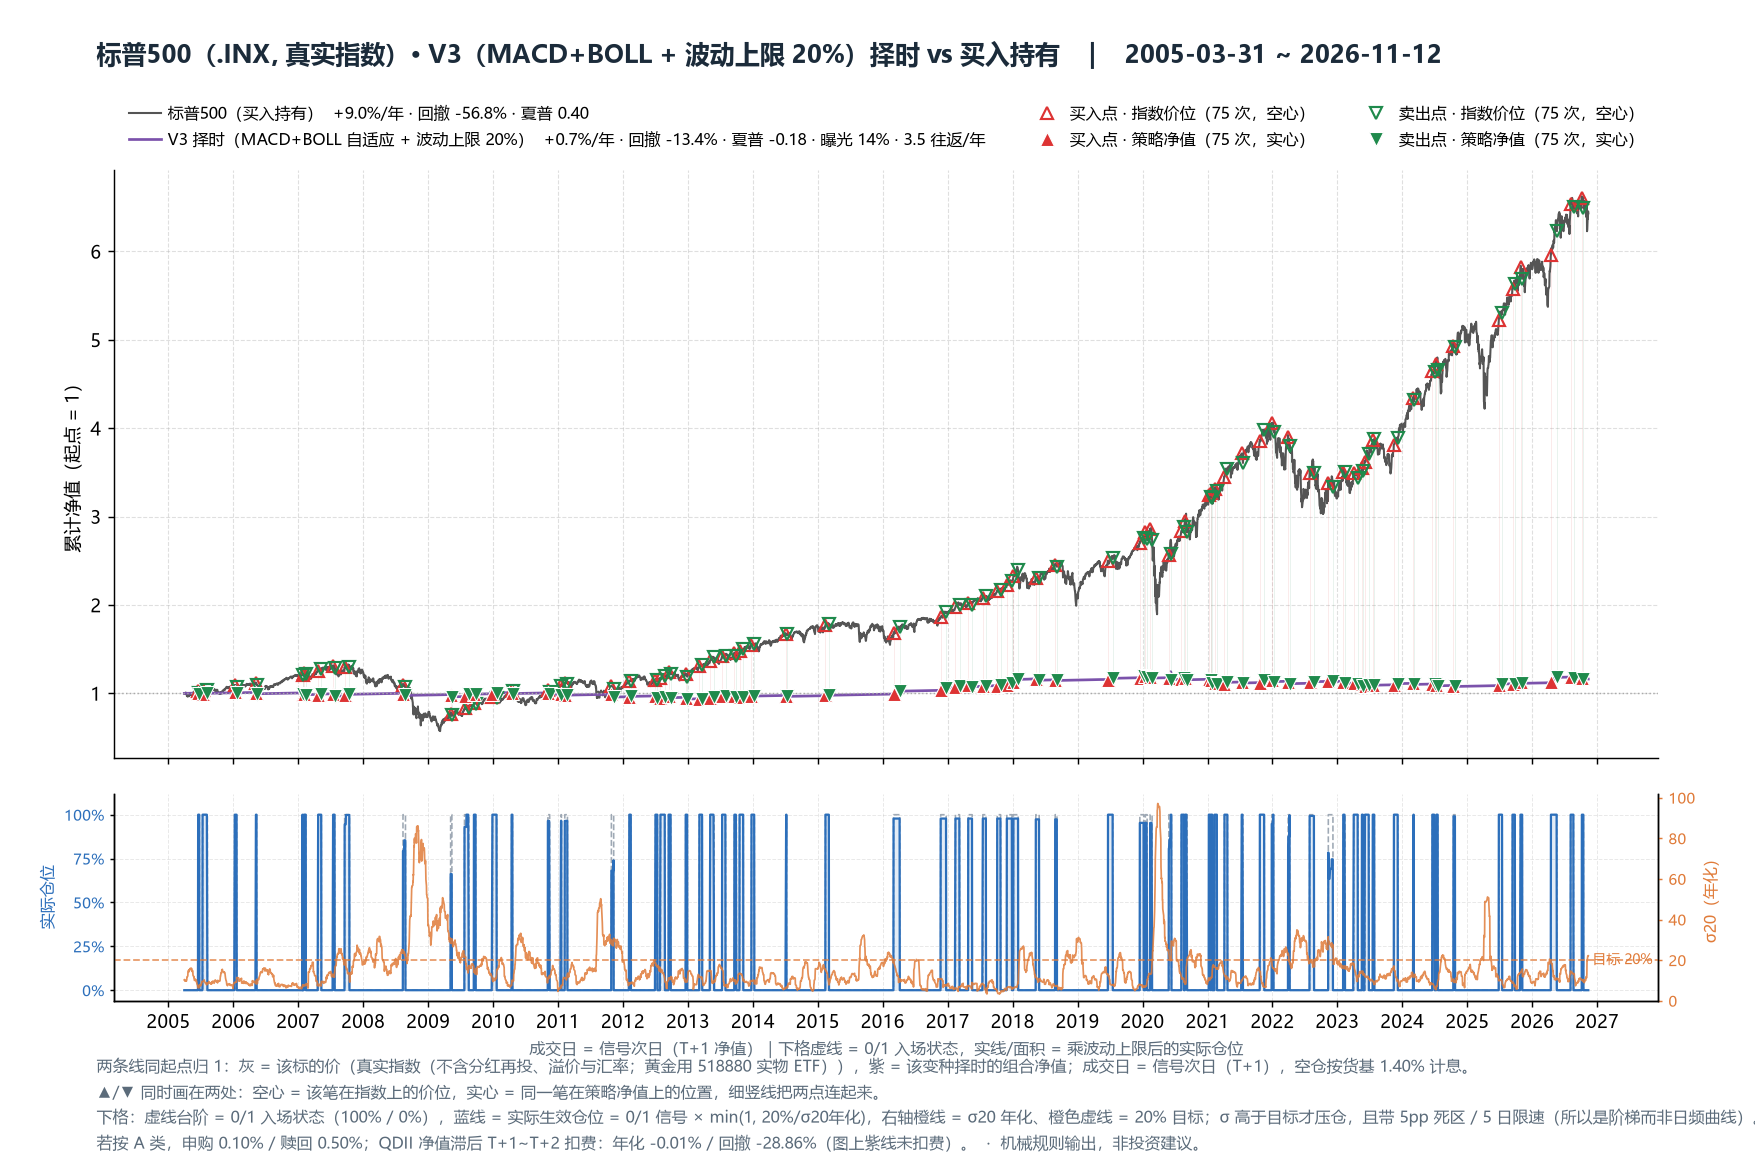 标普500（.INX, 真实指数）• V3（MACD+BOLL + 波动上限 20%）择时 vs 买入持有 | 2005-03-31 ~ 2026-11-12
标普500（买入持有） +9.0%/年 · 回撤 -56.8% · 夏普 0.40
V3 择时（MACD+BOLL 自适应 + 波动上限 20%） +0.7%/年 · 回撤 -13.4% · 夏普 -0.18 · 曝光 14% · 3.5 往返/年
买入点 · 指数价位（75 次，空心）
买入点 · 策略净值（75 次，实心）
卖出点 · 指数价位（75 次，空心）
卖出点 · 策略净值（75 次，实心）
累计净值（起点 = 1）
6
5
4
3
2
1
实际仓位
100%
75%
50%
25%
0%
σ20（年化）
100
80
60
40
20
0
目标 20%
2005 2006 2007 2008 2009 2010 2011 2012 2013 2014 2015 2016 2017 2018 2019 2020 2021 2022 2023 2024 2025 2026 2027
成交日 = 信号次日（T+1 净值）｜下格虚线 = 0/1 入场状态，实线/面积 = 乘波动上限后的实际仓位
两条线同起点归 1：灰 = 该标的价（真实指数（不含分红再投、溢价与汇率；黄金用 518880 实物 ETF）），紫 = 该变种择时的组合净值；成交日 = 信号次日（T+1），空仓按货基 1.40% 计息。
▲/▼ 同时画在两处：空心 = 该笔在指数上的价位，实心 = 同一笔在策略净值上的位置，细竖线把两点连起来。
下格：虚线台阶 = 0/1 入场状态（100% / 0%），蓝线 = 实际生效仓位 = 0/1 信号 × min(1, 20%/σ20年化)，右轴橙线 = σ20 年化、橙色虚线 = 20% 目标；σ 高于目标才压仓，且带 5pp 死区 / 5 日限速（所以是阶梯而非日频曲线）。
若按 A 类，申购 0.10% / 赎回 0.50%；QDII 净值滞后 T+1~T+2 扣费：年化 -0.01% / 回撤 -28.86%（图上紫线未扣费）。 · 机械规则输出，非投资建议。